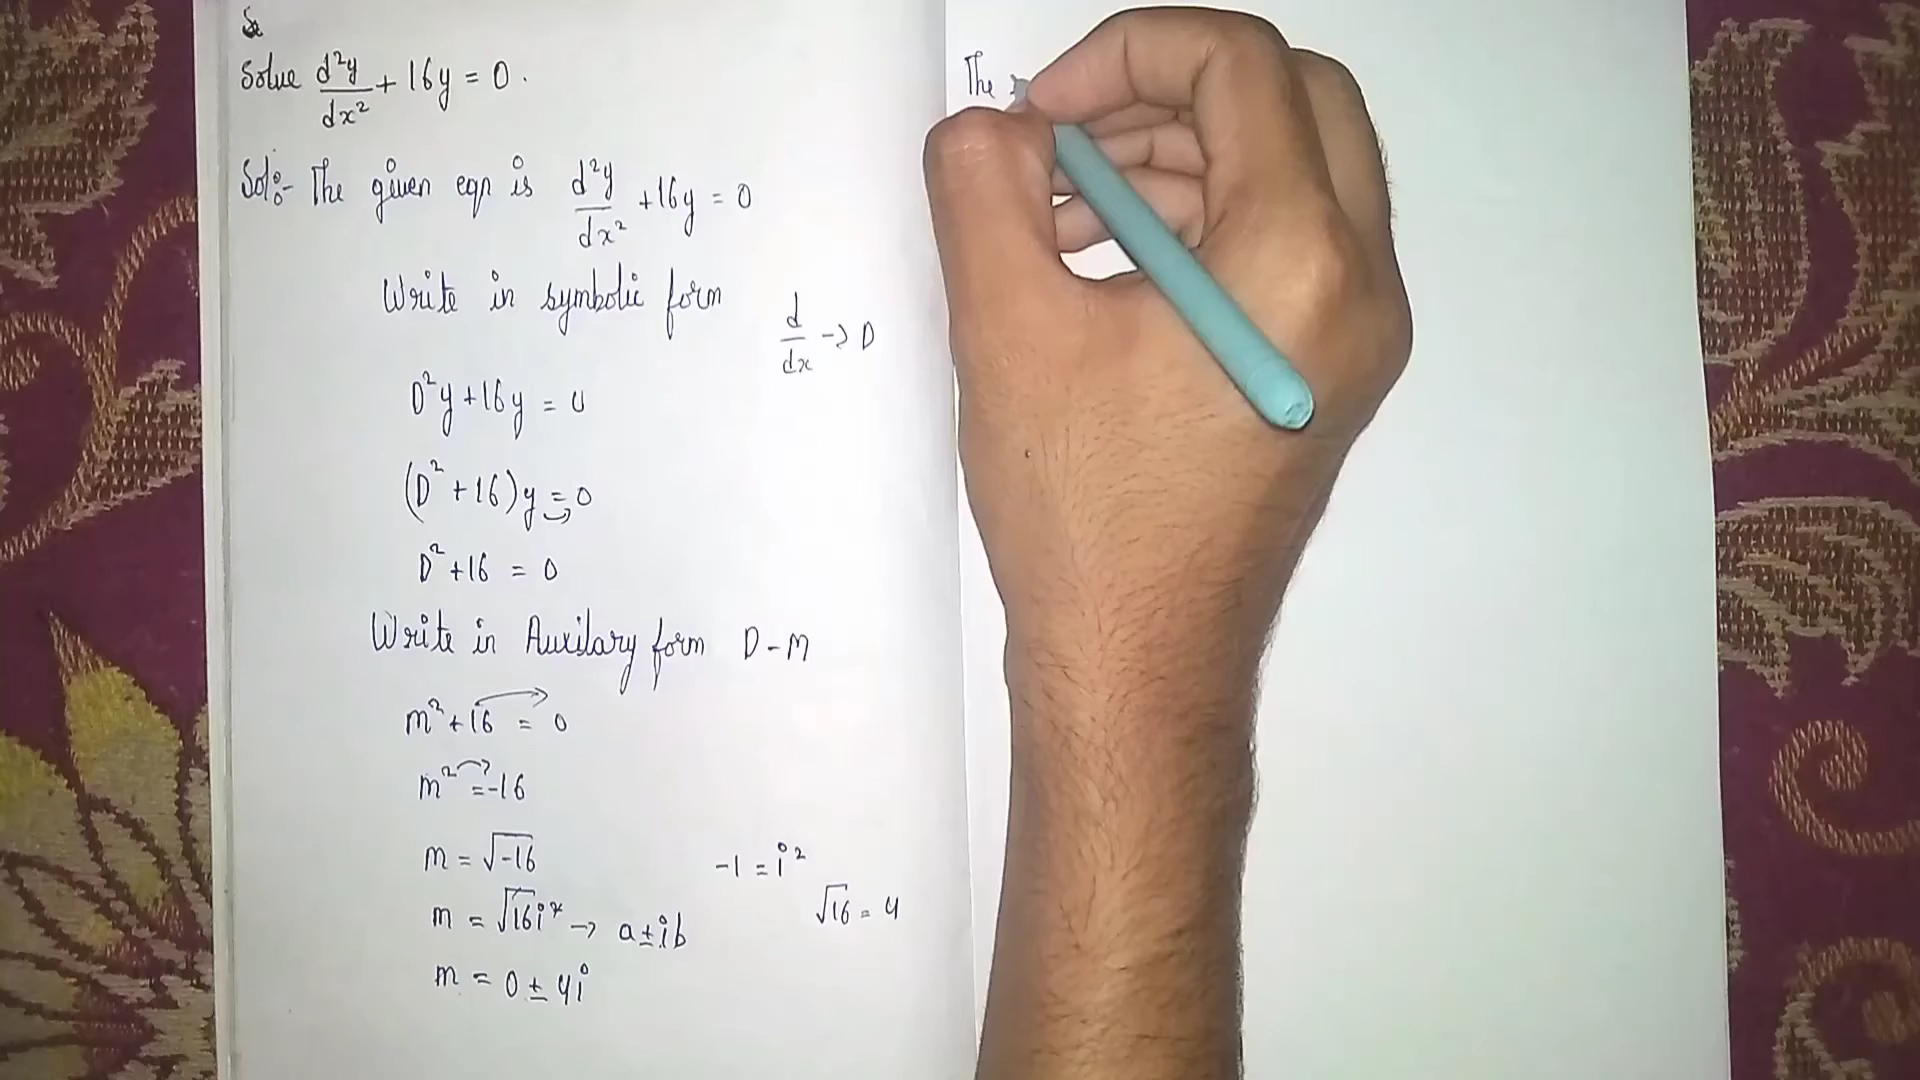 Solve d²y/dx² + 16y = 0.
Sol:- The given eqn is d²y/dx² + 16y = 0
Write in symbolic form
d/dx → D
D²y + 16y = 0
(D² + 16)y = 0
D² + 16 = 0
Write in Auxilary form D - M
m² + 16 = 0
m² = -16
m = √-16
-1 = i²
m = √16i² → a ± ib
√16 = 4
m = 0 ± 4i
The